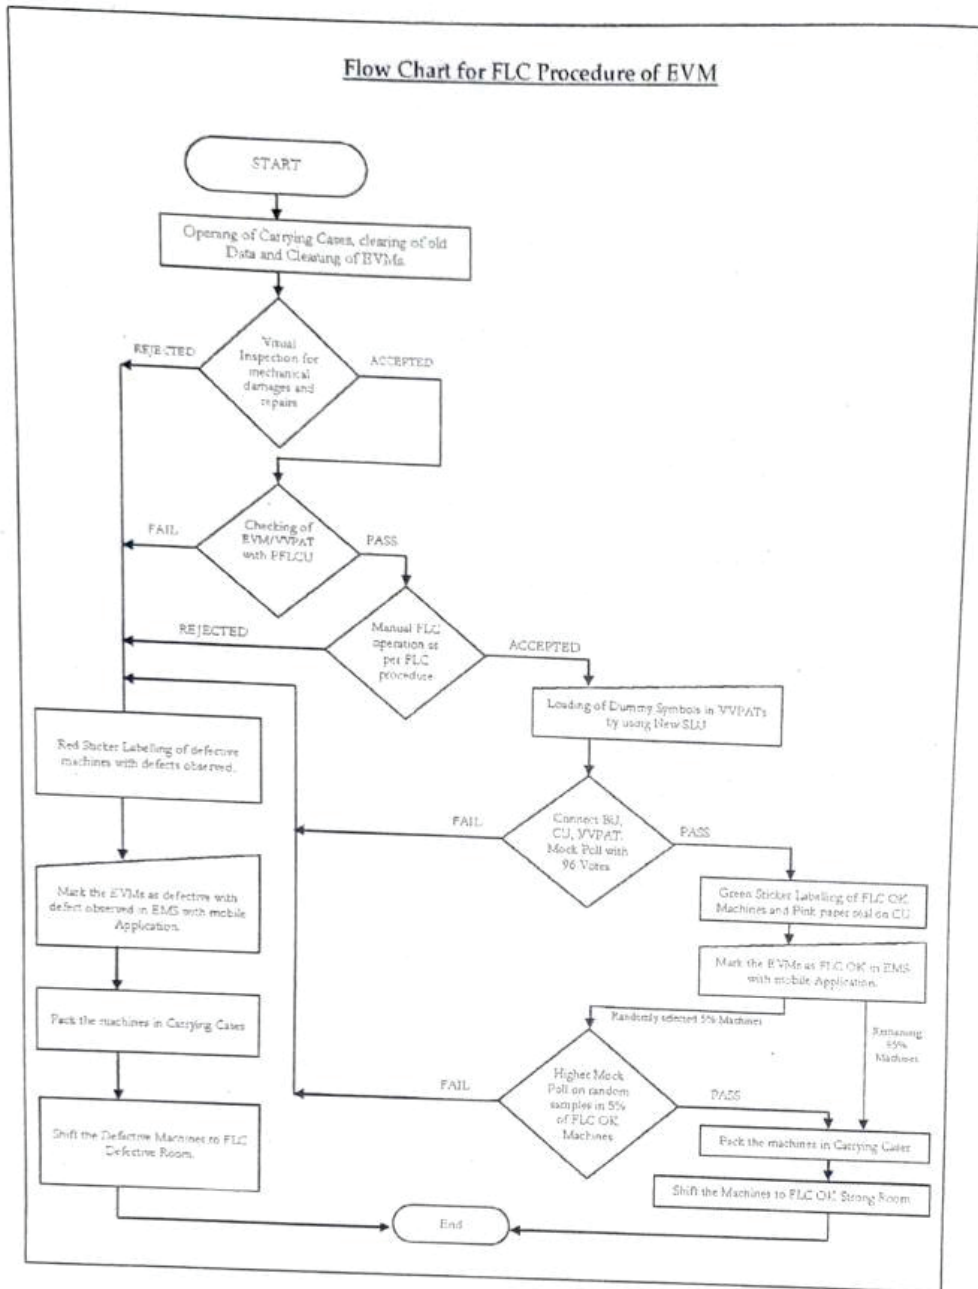 Flow Chart for FLC Procedure of EVM
START
Opening of Carrying Cases, clearing of old
Data and Cleaning of EVMs.
Visual
Inspection for
mechanical
damages and
repairs
REJECTED
ACCEPTED
Checking of
EVM/VVPAT
with PFLCU
FAIL
PASS
Manual FLC
operation as
per FLC
procedure
REJECTED
ACCEPTED
Loading of Dummy Symbols in VVPATs
by using New SLU
Red Sticker Labelling of defective
machines with defects observed.
Connect BU,
CU, VVPAT.
Mock Poll with
96 Votes
FAIL
PASS
Mark the EVMs as defective with
defect observed in EMS with mobile
Application.
Green Sticker Labelling of FLC OK
Machines and Pink paper seal on CU
Mark the EVMs as FLC OK in EMS
with mobile Application.
Randomly selected 5% Machines
Remaining
95%
Machines
Pack the machines in Carrying Cases
Higher Mock
Poll on random
samples in 5%
of FLC OK
Machines
FAIL
PASS
Shift the Defective Machines to FLC
Defective Room.
Pack the machines in Carrying Cases
Shift the Machines to FLC OK Strong Room
End